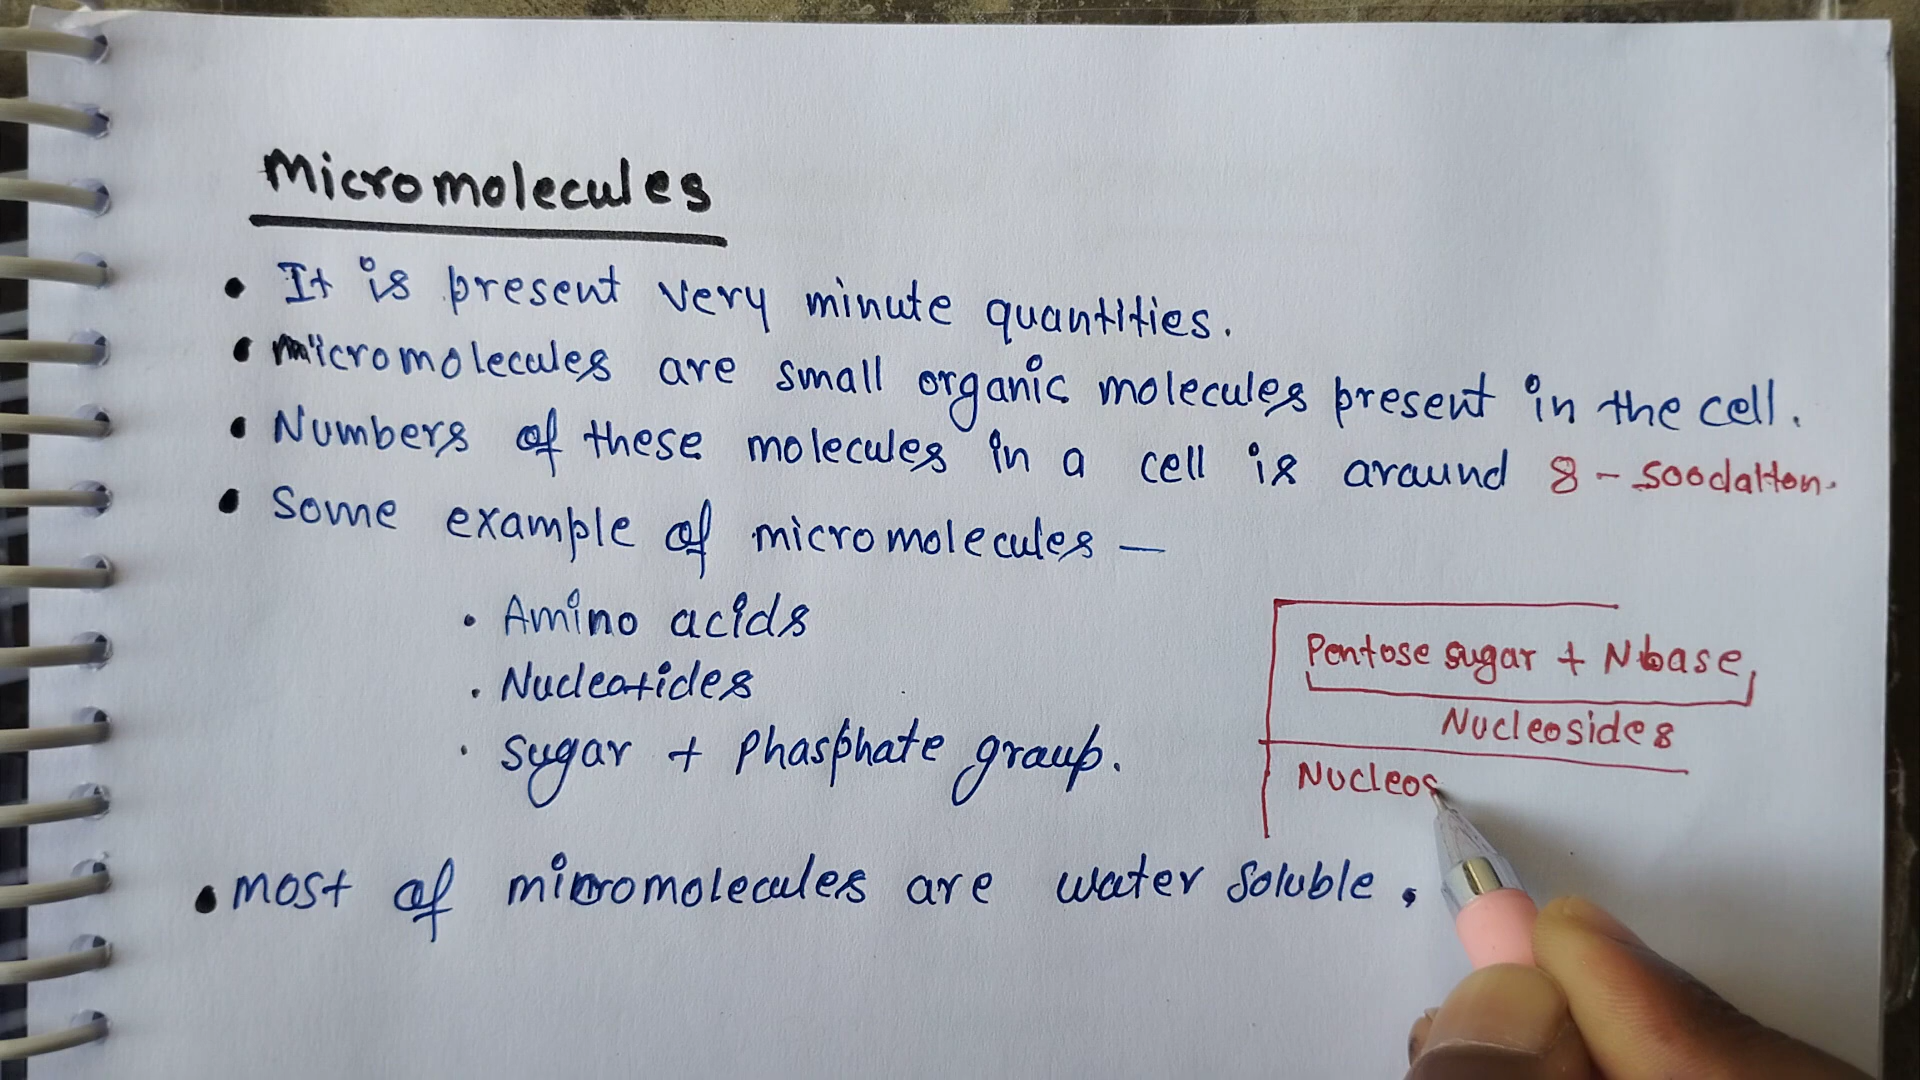 Micromolecules
• It is present very minute quantities.
• micromolecules are small organic molecules present in the cell.
• Numbers of these molecules in a cell is araund 8 - 500dalton.
• Some example of micromolecules —
• Amino acids
• Nucleotides
• Sugar + Phasphate graup.
Pentose sugar + N base
Nucleosides
Nucleos
• most of micromolecules are water soluble.